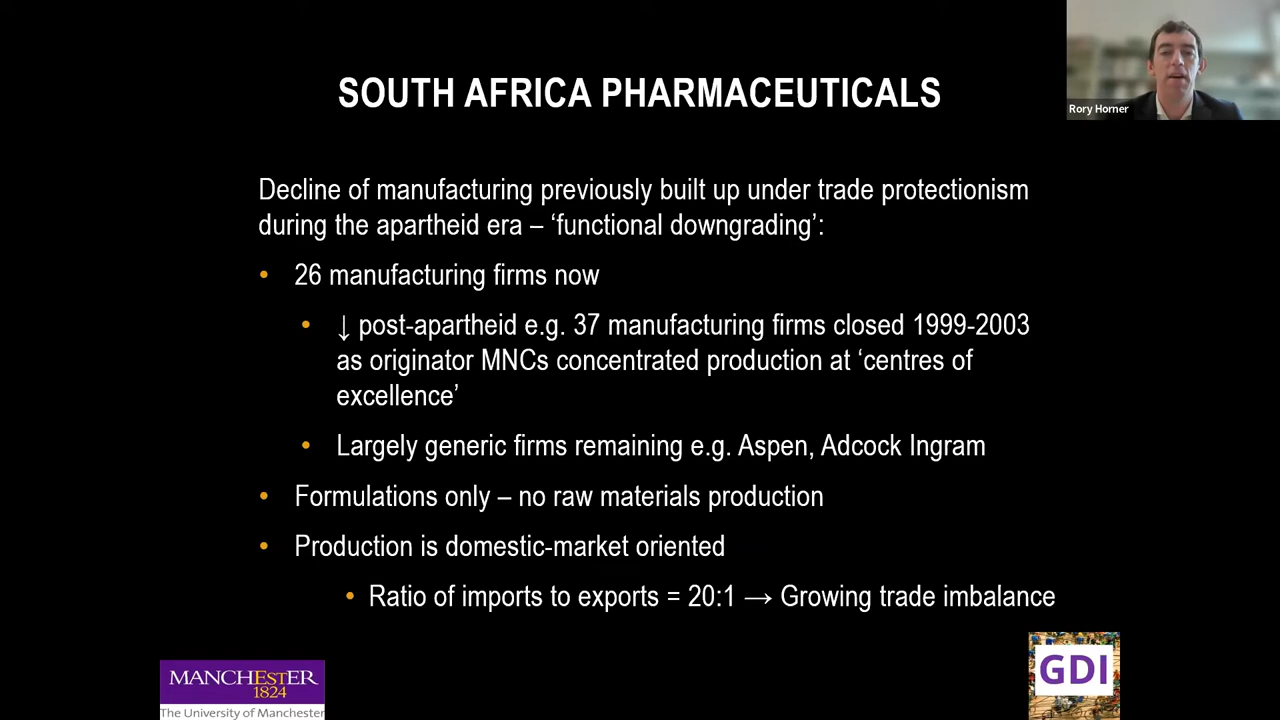 SOUTH AFRICA PHARMACEUTICALS
Rory Horner
Decline of manufacturing previously built up under trade protectionism
during the apartheid era – ‘functional downgrading’:
• 26 manufacturing firms now
• ↓ post-apartheid e.g. 37 manufacturing firms closed 1999-2003
as originator MNCs concentrated production at ‘centres of
excellence’
• Largely generic firms remaining e.g. Aspen, Adcock Ingram
• Formulations only – no raw materials production
• Production is domestic-market oriented
• Ratio of imports to exports = 20:1 → Growing trade imbalance
MANCHESTER
1824
The University of Manchester
GDI